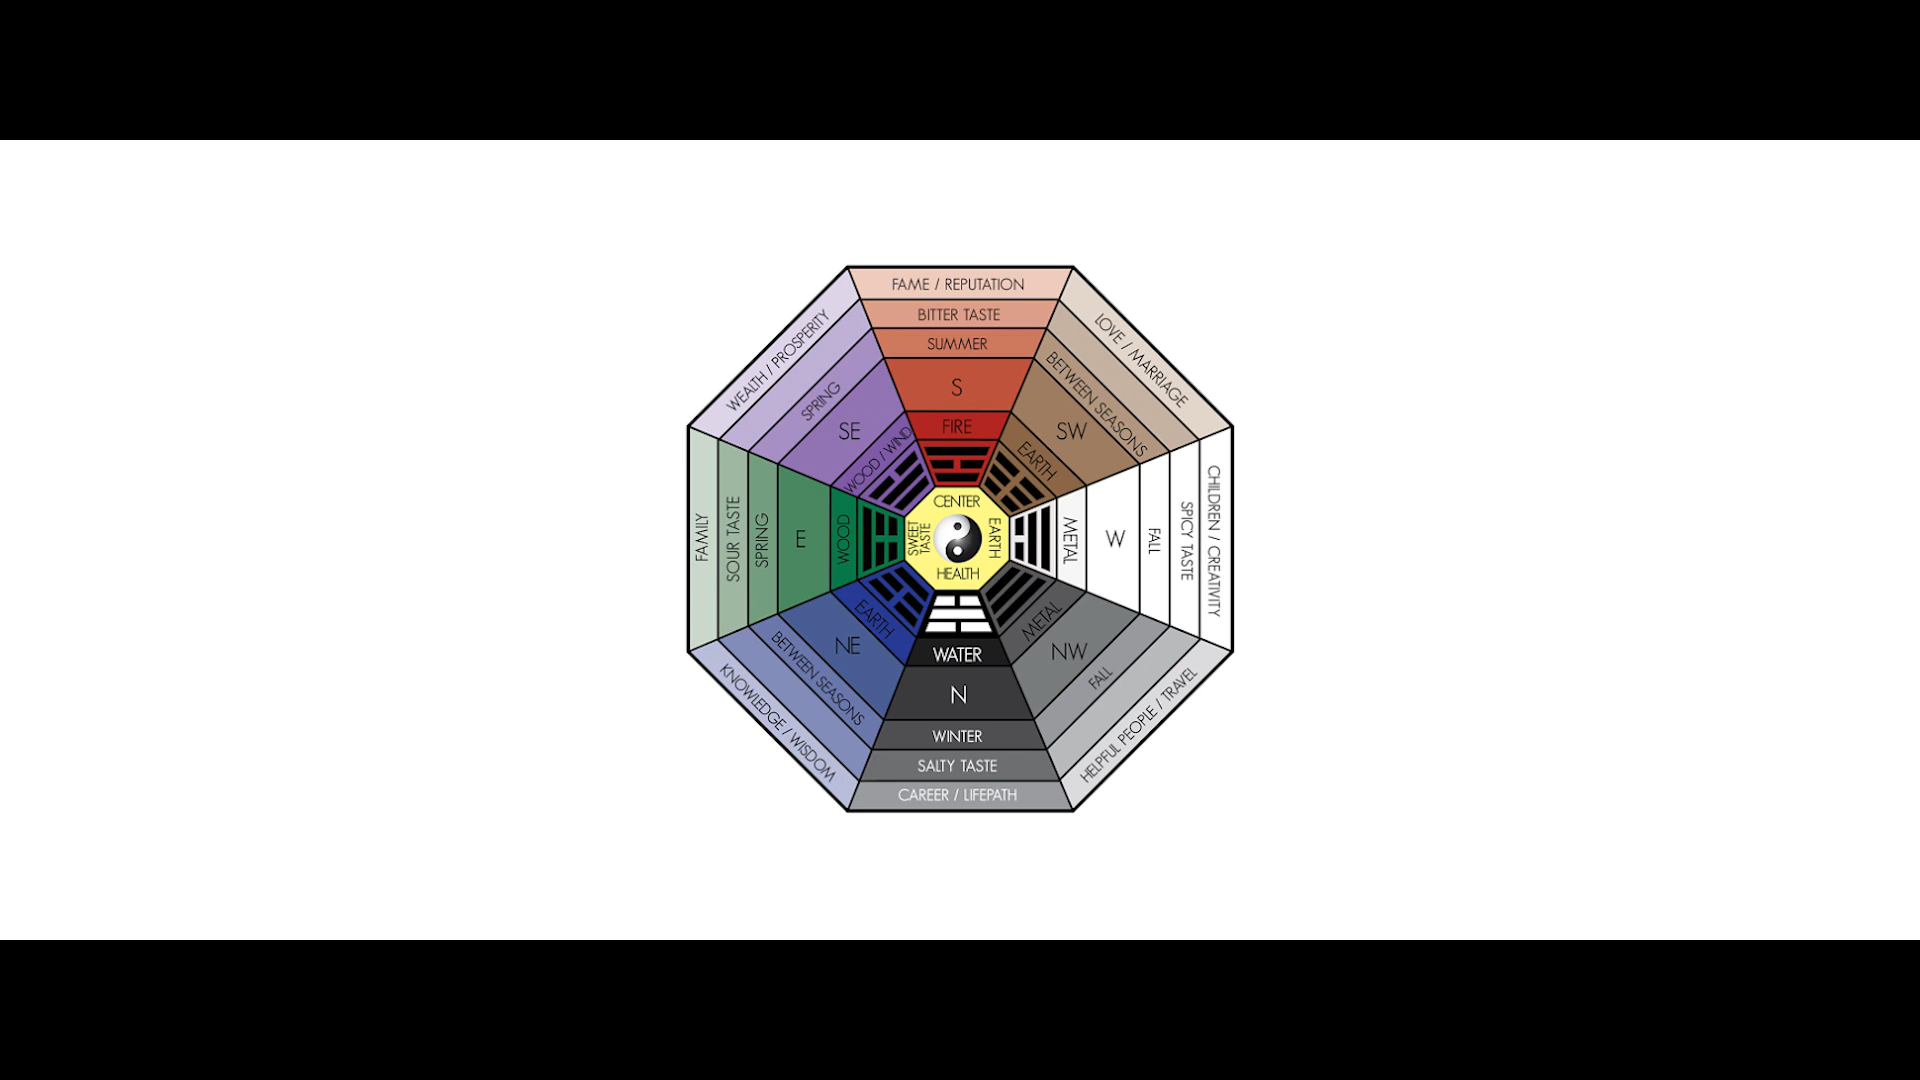 FAME / REPUTATION
BITTER TASTE
SUMMER
S
FIRE
LOVE / MARRIAGE
BETWEEN SEASONS
SW
EARTH
CHILDREN / CREATIVITY
SPICY TASTE
FALL
W
METAL
HELPFUL PEOPLE / TRAVEL
FALL
NW
METAL
WATER
N
WINTER
SALTY TASTE
CAREER / LIFEPATH
KNOWLEDGE / WISDOM
BETWEEN SEASONS
NE
EARTH
FAMILY
SOUR TASTE
SPRING
E
WOOD
WEALTH / PROSPERITY
SPRING
SE
WOOD / WIND
CENTER
EARTH
HEALTH
SWEET
TASTE